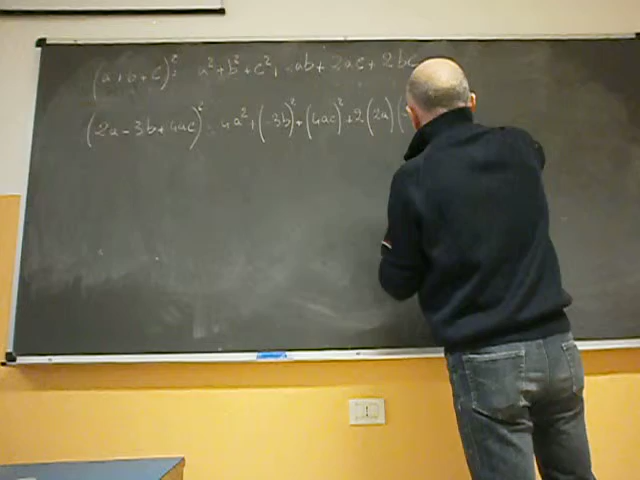 (a+b+c)²= a²+b²+c²+2ab+2ac+2bc
(2a-3b+4ac)²= 4a²+(-3b)²+(4ac)²+2(2a)(